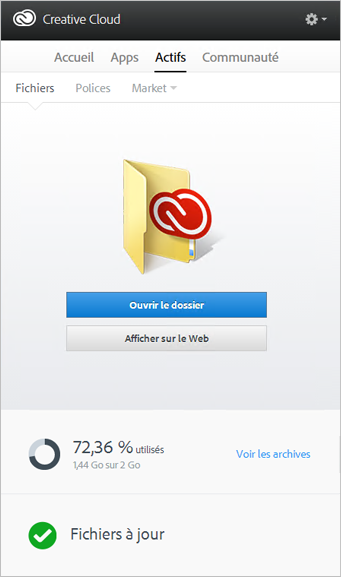 Creative Cloud
Accueil Apps Actifs Communauté
Fichiers Polices Market
Ouvrir le dossier
Afficher sur le Web
72,36 % utilisés
1,44 Go sur 2 Go
Voir les archives
Fichiers à jour